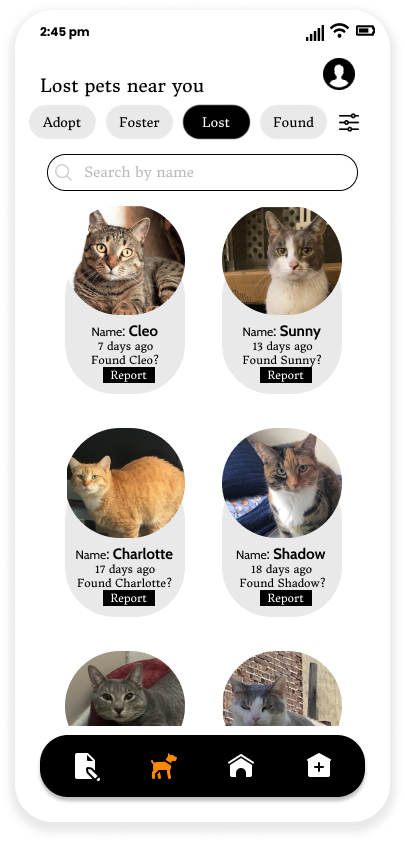 2:45 pm
Lost pets near you
Adopt Foster Lost Found
Search by name
Name: Cleo
7 days ago
Found Cleo?
Report
Name: Sunny
13 days ago
Found Sunny?
Report
Name: Charlotte
17 days ago
Found Charlotte?
Report
Name: Shadow
18 days ago
Found Shadow?
Report